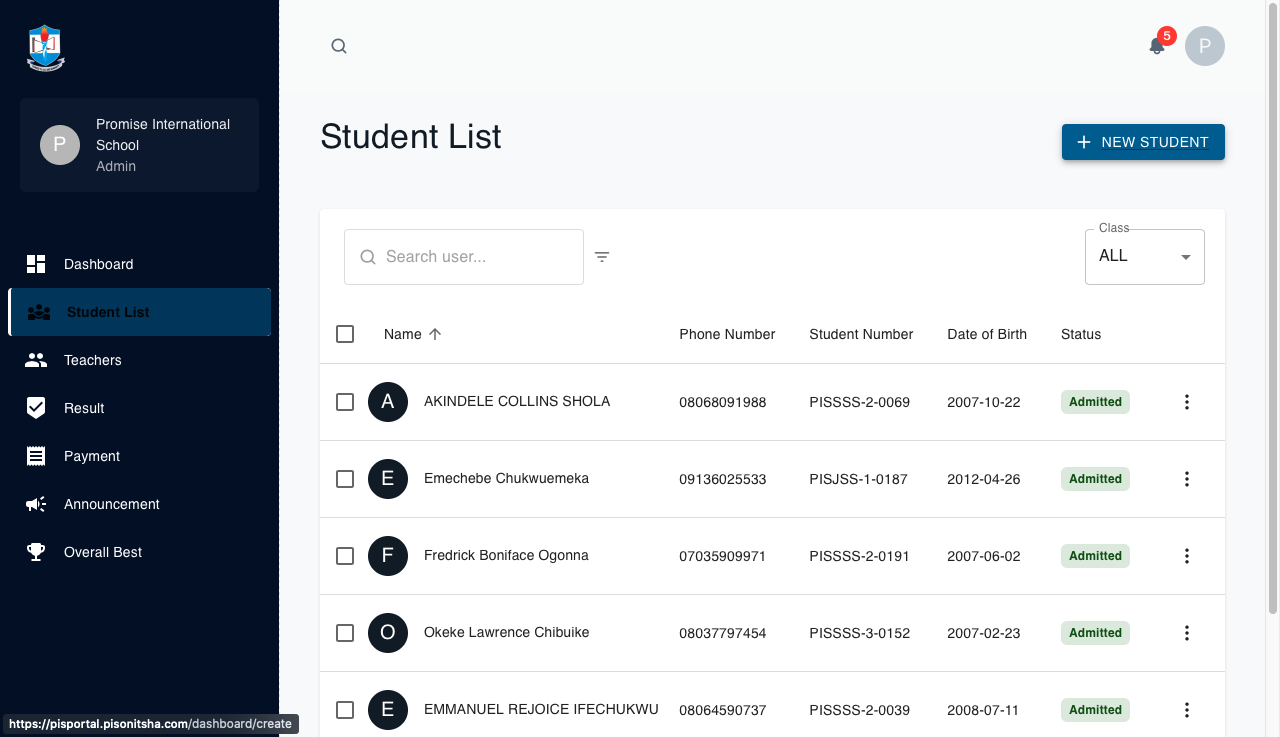 5
P
P
Promise International
School
Admin
Student List
NEW STUDENT
Dashboard
Student List
Teachers
Result
Payment
Announcement
Overall Best
Search user...
Class
ALL
Name Phone Number Student Number Date of Birth Status
A AKINDELE COLLINS SHOLA 08068091988 PISSSS-2-0069 2007-10-22 Admitted
E Emechebe Chukwuemeka 09136025533 PISJSS-1-0187 2012-04-26 Admitted
F Fredrick Boniface Ogonna 07035909971 PISSSS-2-0191 2007-06-02 Admitted
O Okeke Lawrence Chibuike 08037797454 PISSSS-3-0152 2007-02-23 Admitted
E EMMANUEL REJOICE IFECHUKWU 08064590737 PISSSS-2-0039 2008-07-11 Admitted
https://pisportal.pisonitsha.com/dashboard/create